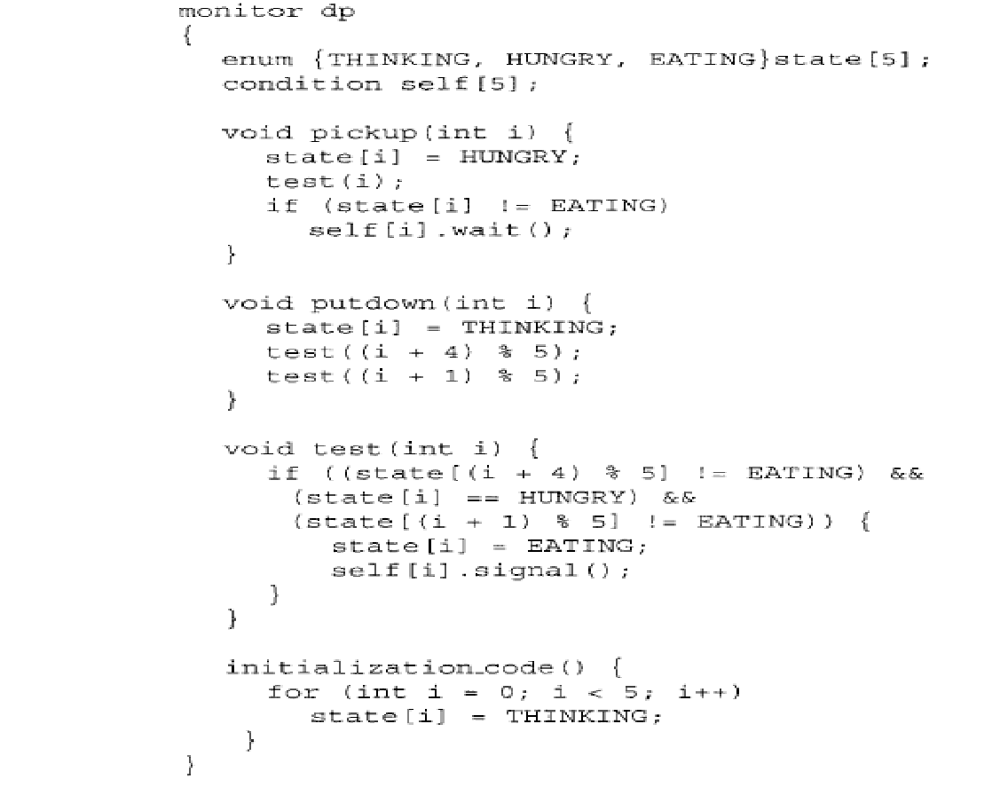 monitor dp
{
enum {THINKING, HUNGRY, EATING}state[5];
condition self[5];
void pickup(int i) {
state[i] = HUNGRY;
test(i);
if (state[i] != EATING)
self[i].wait();
}
void putdown(int i) {
state[i] = THINKING;
test((i + 4) % 5);
test((i + 1) % 5);
}
void test(int i) {
if ((state[(i + 4) % 5] != EATING) &&
(state[i] == HUNGRY) &&
(state[(i + 1) % 5] != EATING)) {
state[i] = EATING;
self[i].signal();
}
}
initialization_code() {
for (int i = 0; i < 5; i++)
state[i] = THINKING;
}
}